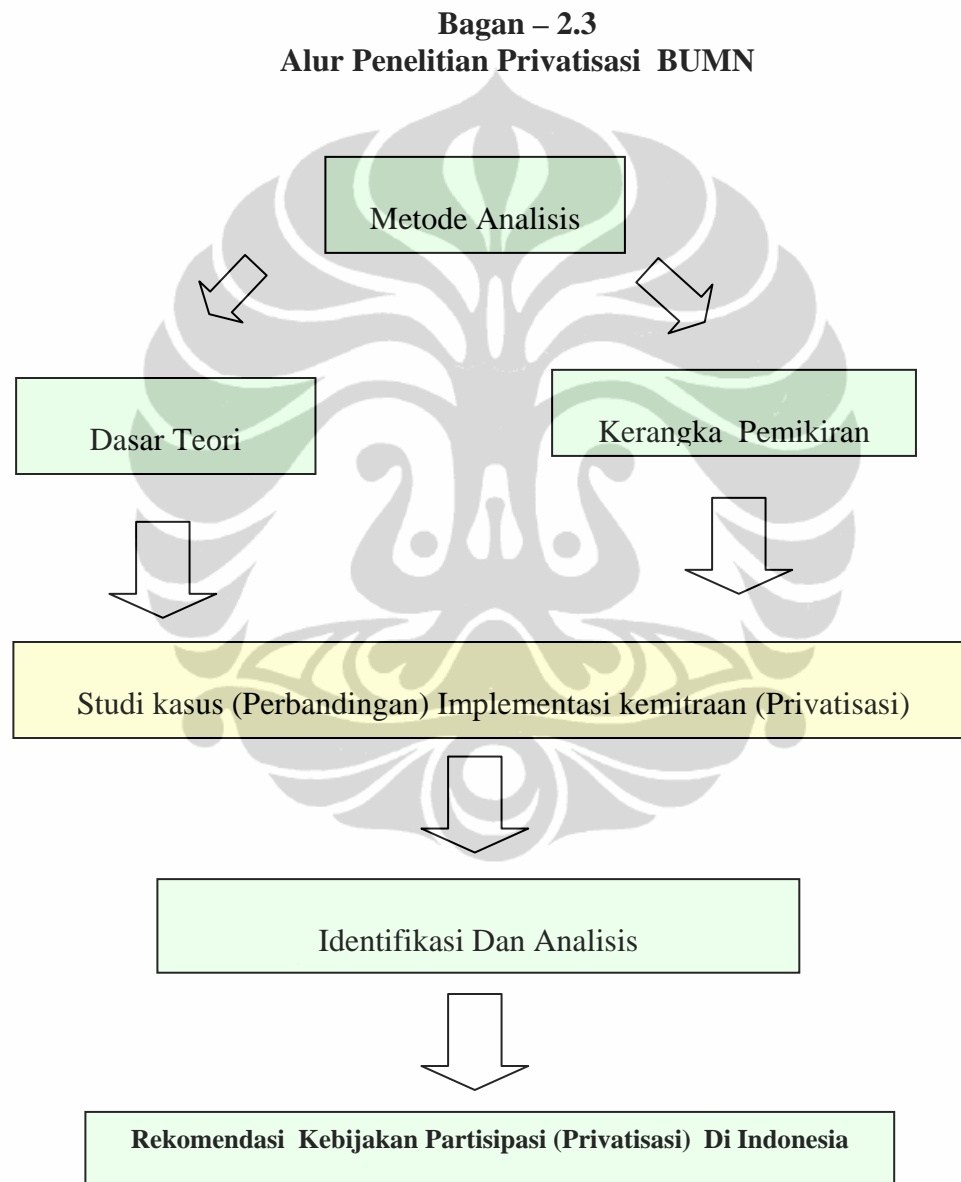 Bagan – 2.3
Alur Penelitian Privatisasi BUMN
Metode Analisis
Dasar Teori
Kerangka Pemikiran
Studi kasus (Perbandingan) Implementasi kemitraan (Privatisasi)
Identifikasi Dan Analisis
Rekomendasi Kebijakan Partisipasi (Privatisasi) Di Indonesia